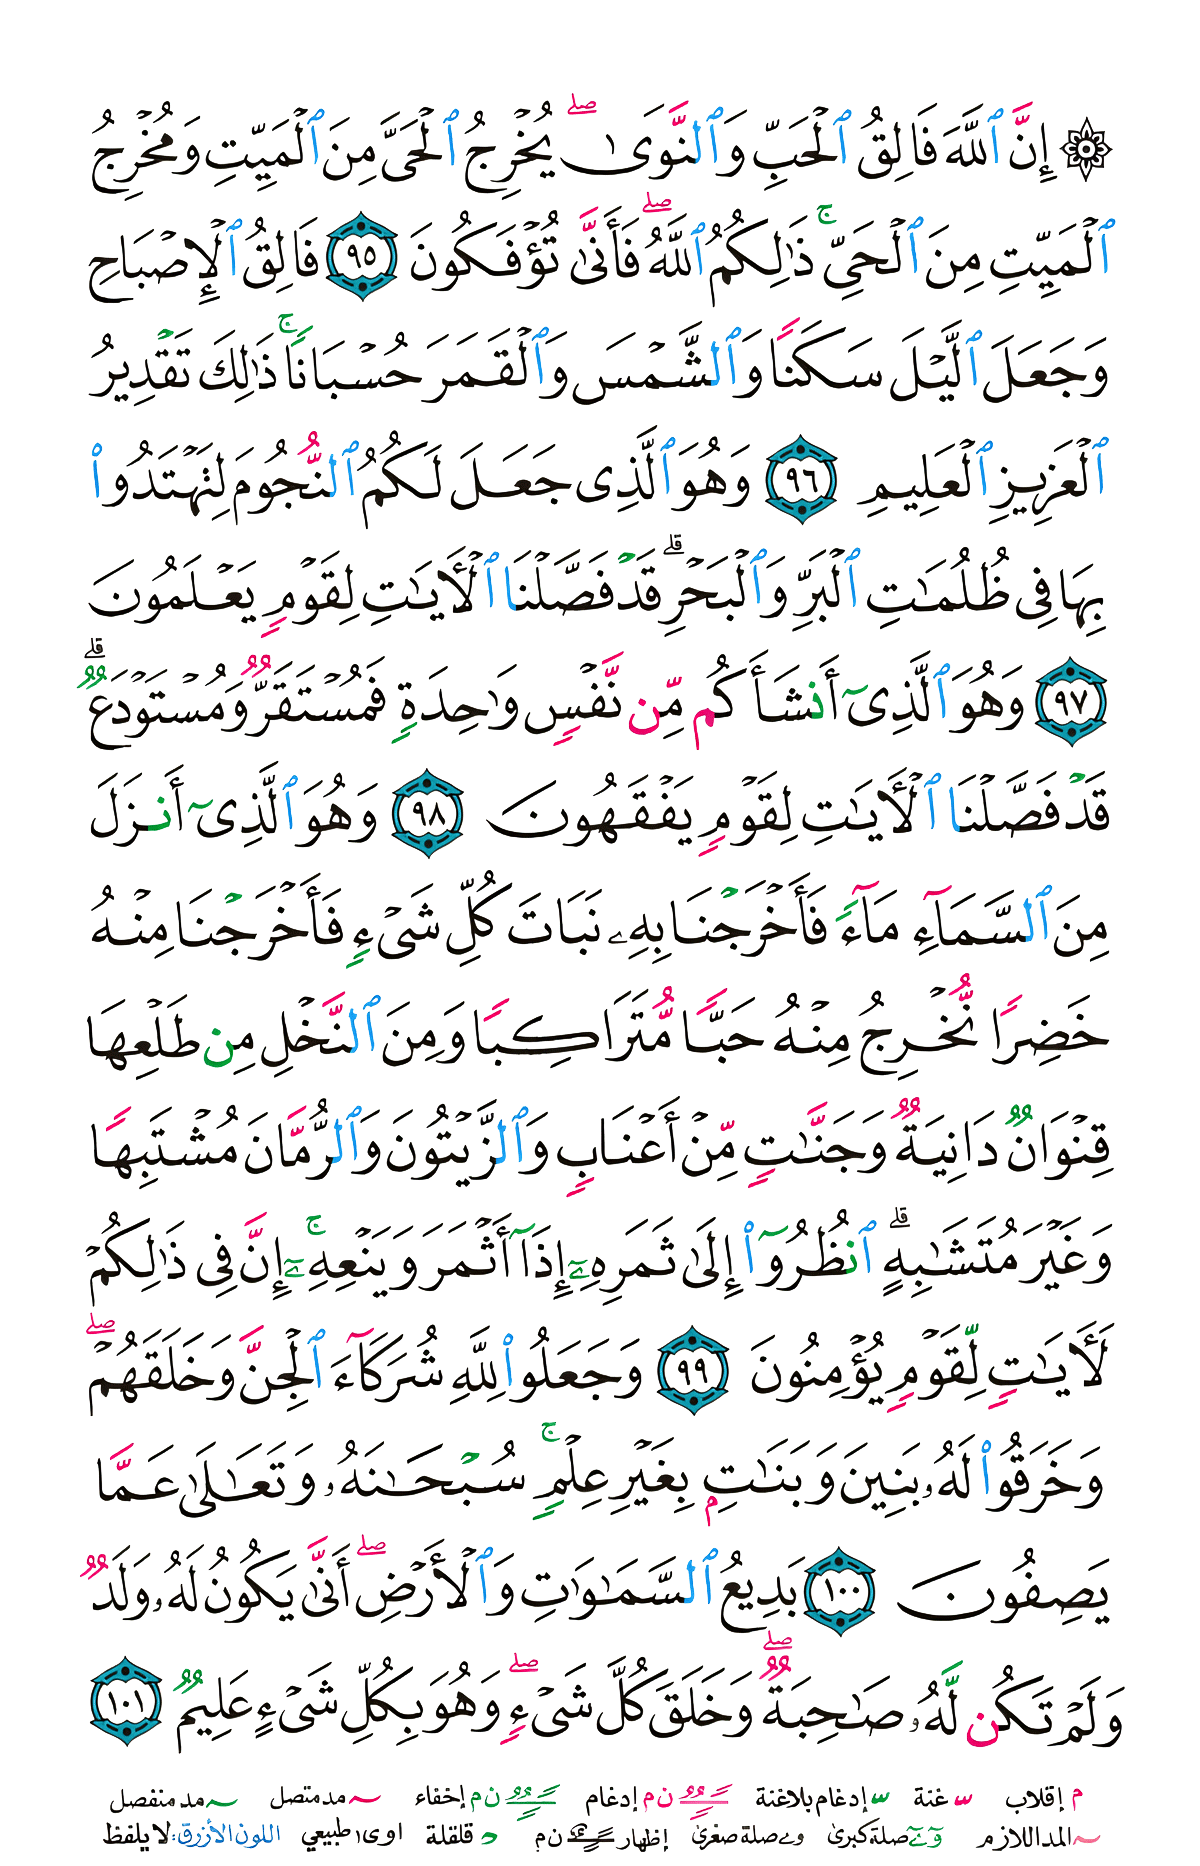 ۞ إِنَّ ٱللَّهَ فَالِقُ ٱلْحَبِّ وَٱلنَّوَىٰ ۖ يُخْرِجُ ٱلْحَىَّ مِنَ ٱلْمَيِّتِ وَمُخْرِجُ
ٱلْمَيِّتِ مِنَ ٱلْحَىِّ ۚ ذَٰلِكُمُ ٱللَّهُ ۖ فَأَنَّىٰ تُؤْفَكُونَ ٩٥ فَالِقُ ٱلْإِصْبَاحِ
وَجَعَلَ ٱلَّيْلَ سَكَنًا وَٱلشَّمْسَ وَٱلْقَمَرَ حُسْبَانًا ۚ ذَٰلِكَ تَقْدِيرُ
ٱلْعَزِيزِ ٱلْعَلِيمِ ٩٦ وَهُوَ ٱلَّذِى جَعَلَ لَكُمُ ٱلنُّجُومَ لِتَهْتَدُوا۟
بِهَا فِى ظُلُمَـٰتِ ٱلْبَرِّ وَٱلْبَحْرِ ۗ قَدْ فَصَّلْنَا ٱلْـَٔايَـٰتِ لِقَوْمٍ يَعْلَمُونَ
٩٧ وَهُوَ ٱلَّذِىٓ أَنشَأَكُم مِّن نَّفْسٍ وَٰحِدَةٍ فَمُسْتَقَرٌّ وَمُسْتَوْدَعٌ ۗ
قَدْ فَصَّلْنَا ٱلْـَٔايَـٰتِ لِقَوْمٍ يَفْقَهُونَ ٩٨ وَهُوَ ٱلَّذِىٓ أَنزَلَ
مِنَ ٱلسَّمَآءِ مَآءً فَأَخْرَجْنَا بِهِۦ نَبَاتَ كُلِّ شَىْءٍ فَأَخْرَجْنَا مِنْهُ
خَضِرًا نُّخْرِجُ مِنْهُ حَبًّا مُّتَرَاكِبًا وَمِنَ ٱلنَّخْلِ مِن طَلْعِهَا
قِنْوَانٌ دَانِيَةٌ وَجَنَّـٰتٍ مِّنْ أَعْنَابٍ وَٱلزَّيْتُونَ وَٱلرُّمَّانَ مُشْتَبِهًا
وَغَيْرَ مُتَشَـٰبِهٍ ۗ ٱنظُرُوٓا۟ إِلَىٰ ثَمَرِهِۦٓ إِذَآ أَثْمَرَ وَيَنْعِهِۦٓ ۚ إِنَّ فِى ذَٰلِكُمْ
لَـَٔايَـٰتٍ لِّقَوْمٍ يُؤْمِنُونَ ٩٩ وَجَعَلُوا۟ لِلَّهِ شُرَكَآءَ ٱلْجِنَّ وَخَلَقَهُمْ ۖ
وَخَرَقُوا۟ لَهُۥ بَنِينَ وَبَنَـٰتٍۭ بِغَيْرِ عِلْمٍ ۚ سُبْحَـٰنَهُۥ وَتَعَـٰلَىٰ عَمَّا
يَصِفُونَ ١٠٠ بَدِيعُ ٱلسَّمَـٰوَٰتِ وَٱلْأَرْضِ ۖ أَنَّىٰ يَكُونُ لَهُۥ وَلَدٌ
وَلَمْ تَكُن لَّهُۥ صَـٰحِبَةٌ ۖ وَخَلَقَ كُلَّ شَىْءٍ ۖ وَهُوَ بِكُلِّ شَىْءٍ عَلِيمٌ ١٠١
م إقلاب غنة إدغام بلاغنة ن م إدغام ن م إخفاء مد متصل مد منفصل
المد اللازم صلة كبرى و ے صلة صغرى إظهار ن م قلقلة ا و ى طبيعي اللون الأزرق: لا يلفظ